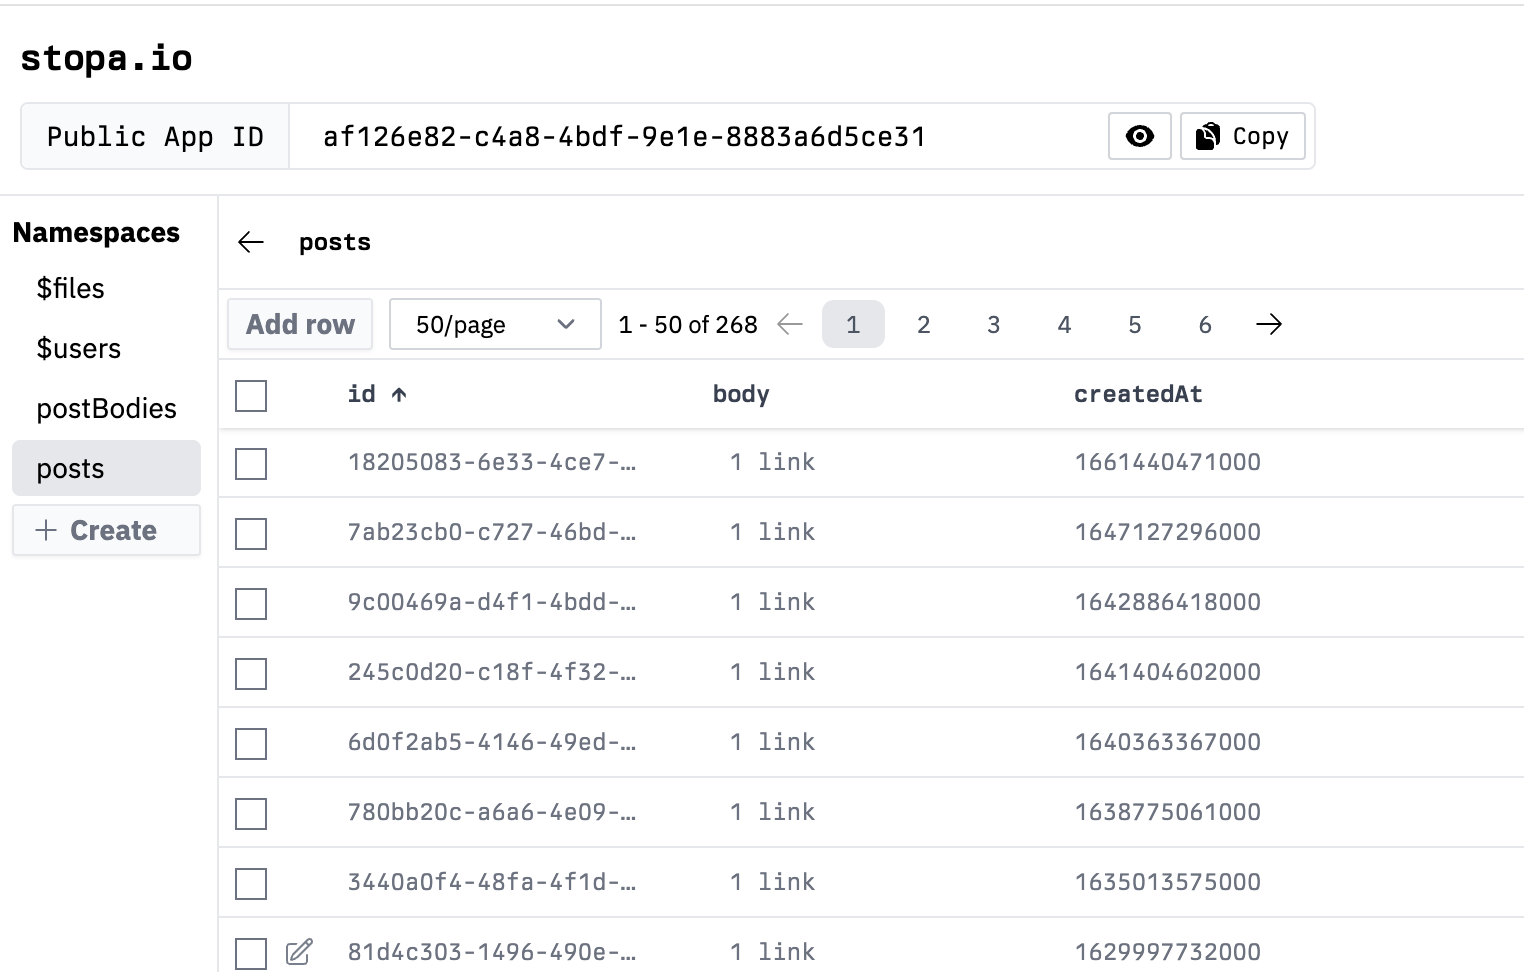 stopa.io
Public App ID af126e82-c4a8-4bdf-9e1e-8883a6d5ce31 Copy
Namespaces
$files
$users
postBodies
posts
+ Create
← posts
Add row 50/page 1 - 50 of 268 ← 1 2 3 4 5 6 →
id ↑ body createdAt
18205083-6e33-4ce7-… 1 link 1661440471000
7ab23cb0-c727-46bd-… 1 link 1647127296000
9c00469a-d4f1-4bdd-… 1 link 1642886418000
245c0d20-c18f-4f32-… 1 link 1641404602000
6d0f2ab5-4146-49ed-… 1 link 1640363367000
780bb20c-a6a6-4e09-… 1 link 1638775061000
3440a0f4-48fa-4f1d-… 1 link 1635013575000
81d4c303-1496-490e-… 1 link 1629997732000